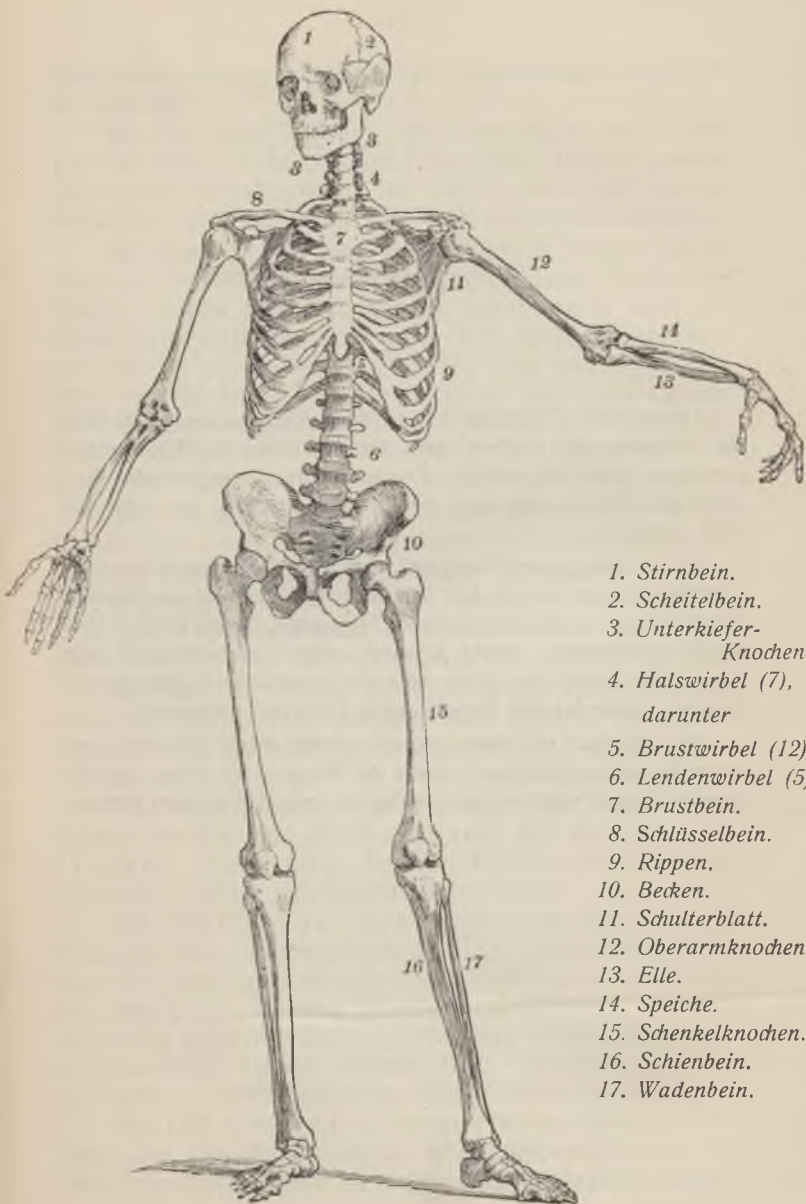 1
2
3
3
4
8
7
12
11
5
14
13
9
6
10
15
16
17
1. Stirnbein.
2. Scheitelbein.
3. Unterkiefer-
Knochen
4. Halswirbel (7),
darunter
5. Brustwirbel (12)
6. Lendenwirbel (5)
7. Brustbein.
8. Schlüsselbein.
9. Rippen.
10. Becken.
11. Schulterblatt.
12. Oberarmknochen
13. Elle.
14. Speiche.
15. Schenkelknochen.
16. Schienbein.
17. Wadenbein.